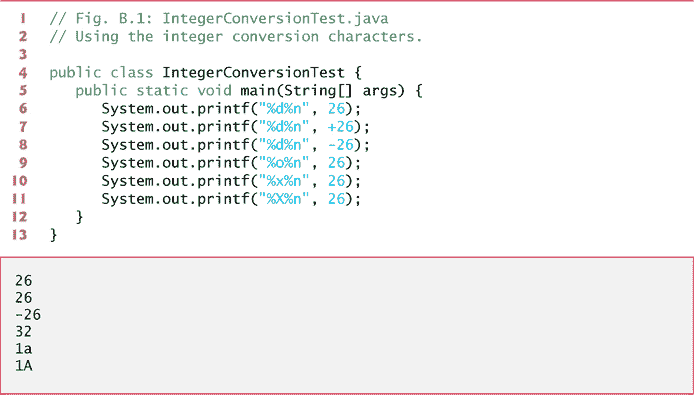 1 // Fig. B.1: IntegerConversionTest.java
2 // Using the integer conversion characters.
3
4 public class IntegerConversionTest {
5    public static void main(String[] args) {
6       System.out.printf("%d%n", 26);
7       System.out.printf("%d%n", +26);
8       System.out.printf("%d%n", -26);
9       System.out.printf("%o%n", 26);
10       System.out.printf("%x%n", 26);
11       System.out.printf("%X%n", 26);
12    }
13 }
26
26
-26
32
1a
1A